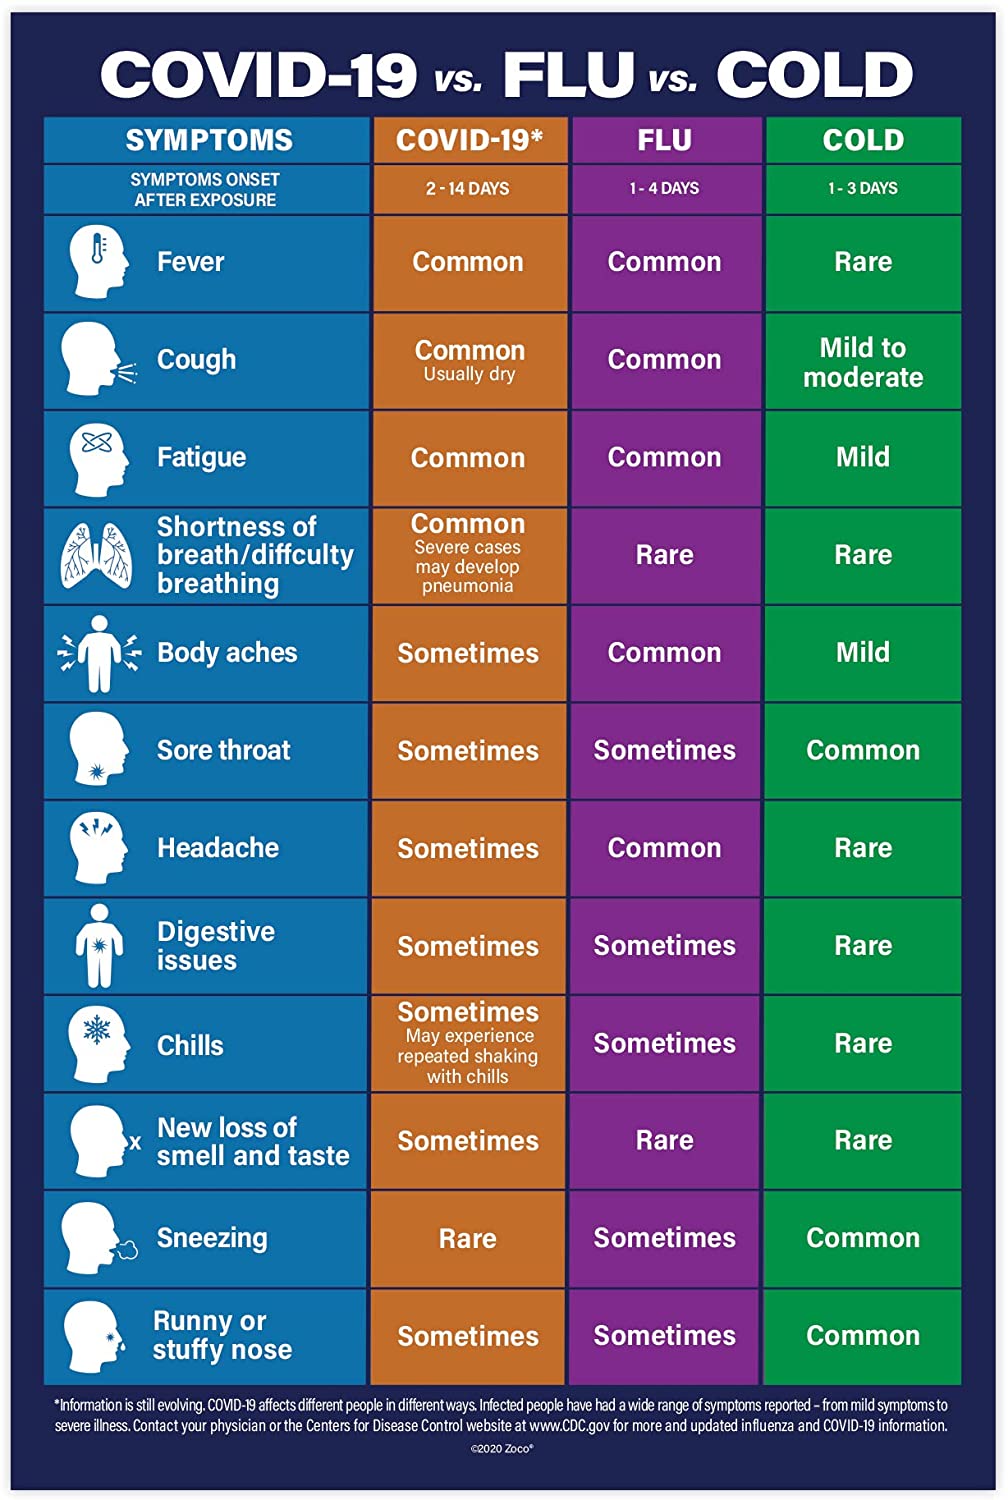 COVID-19 vs. FLU vs. COLD
SYMPTOMS COVID-19* FLU COLD
SYMPTOMS ONSET
AFTER EXPOSURE
2 - 14 DAYS 1 - 4 DAYS 1 - 3 DAYS
Fever Common Common Rare
Cough
Common
Usually dry
Common
Mild to
moderate
Fatigue Common Common Mild
Shortness of
breath/diffculty
breathing
Common
Severe cases
may develop
pneumonia
Rare Rare
Body aches Sometimes Common Mild
Sore throat Sometimes Sometimes Common
Headache Sometimes Common Rare
Digestive
issues
Sometimes Sometimes Rare
Chills
Sometimes
May experience
repeated shaking
with chills
Sometimes Rare
x
New loss of
smell and taste
Sometimes Rare Rare
Sneezing Rare Sometimes Common
Runny or
stuffy nose
Sometimes Sometimes Common
*Information is still evolving. COVID-19 affects different people in different ways. Infected people have had a wide range of symptoms reported – from mild symptoms to
severe illness. Contact your physician or the Centers for Disease Control website at www.CDC.gov for more and updated influenza and COVID-19 information.
©2020 Zoco®